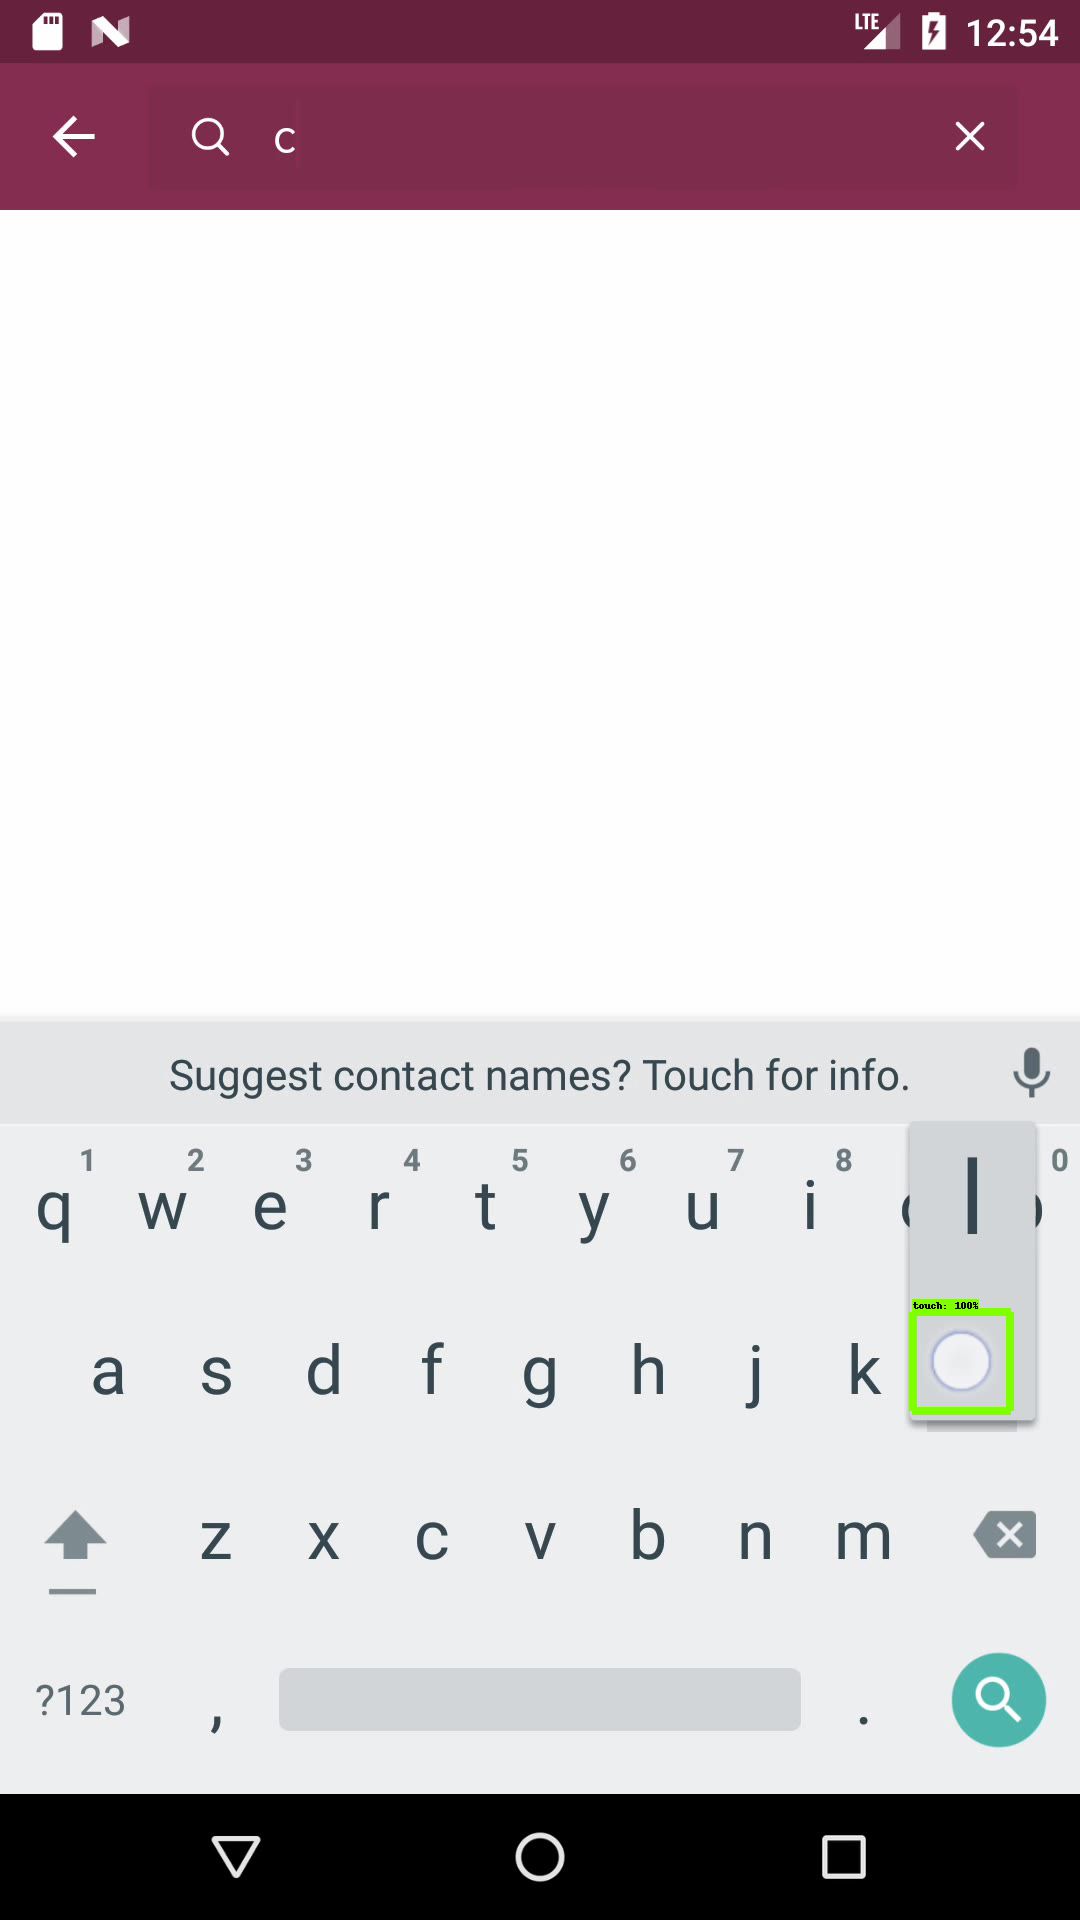 LTE 12:54
c
Suggest contact names? Touch for info.
1 2 3 4 5 6 7 8 0
q w e r t y u i l
touch: 100%
a s d f g h j k
z x c v b n m
?123 , .